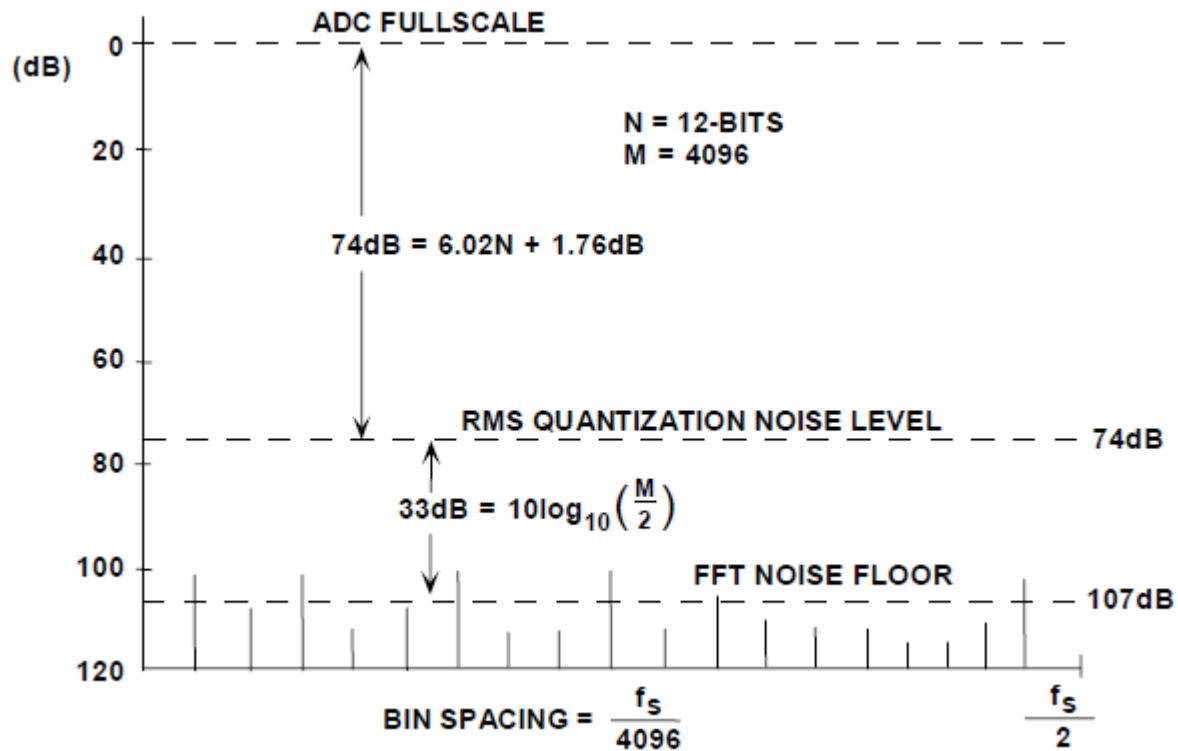 ADC FULLSCALE
0
(dB)
N = 12-BITS
M = 4096
20
74dB = 6.02N + 1.76dB
40
60
RMS QUANTIZATION NOISE LEVEL
74dB
80
33dB = 10log₁₀(M/2)
100
FFT NOISE FLOOR
107dB
120
BIN SPACING = fS/4096
fS/2